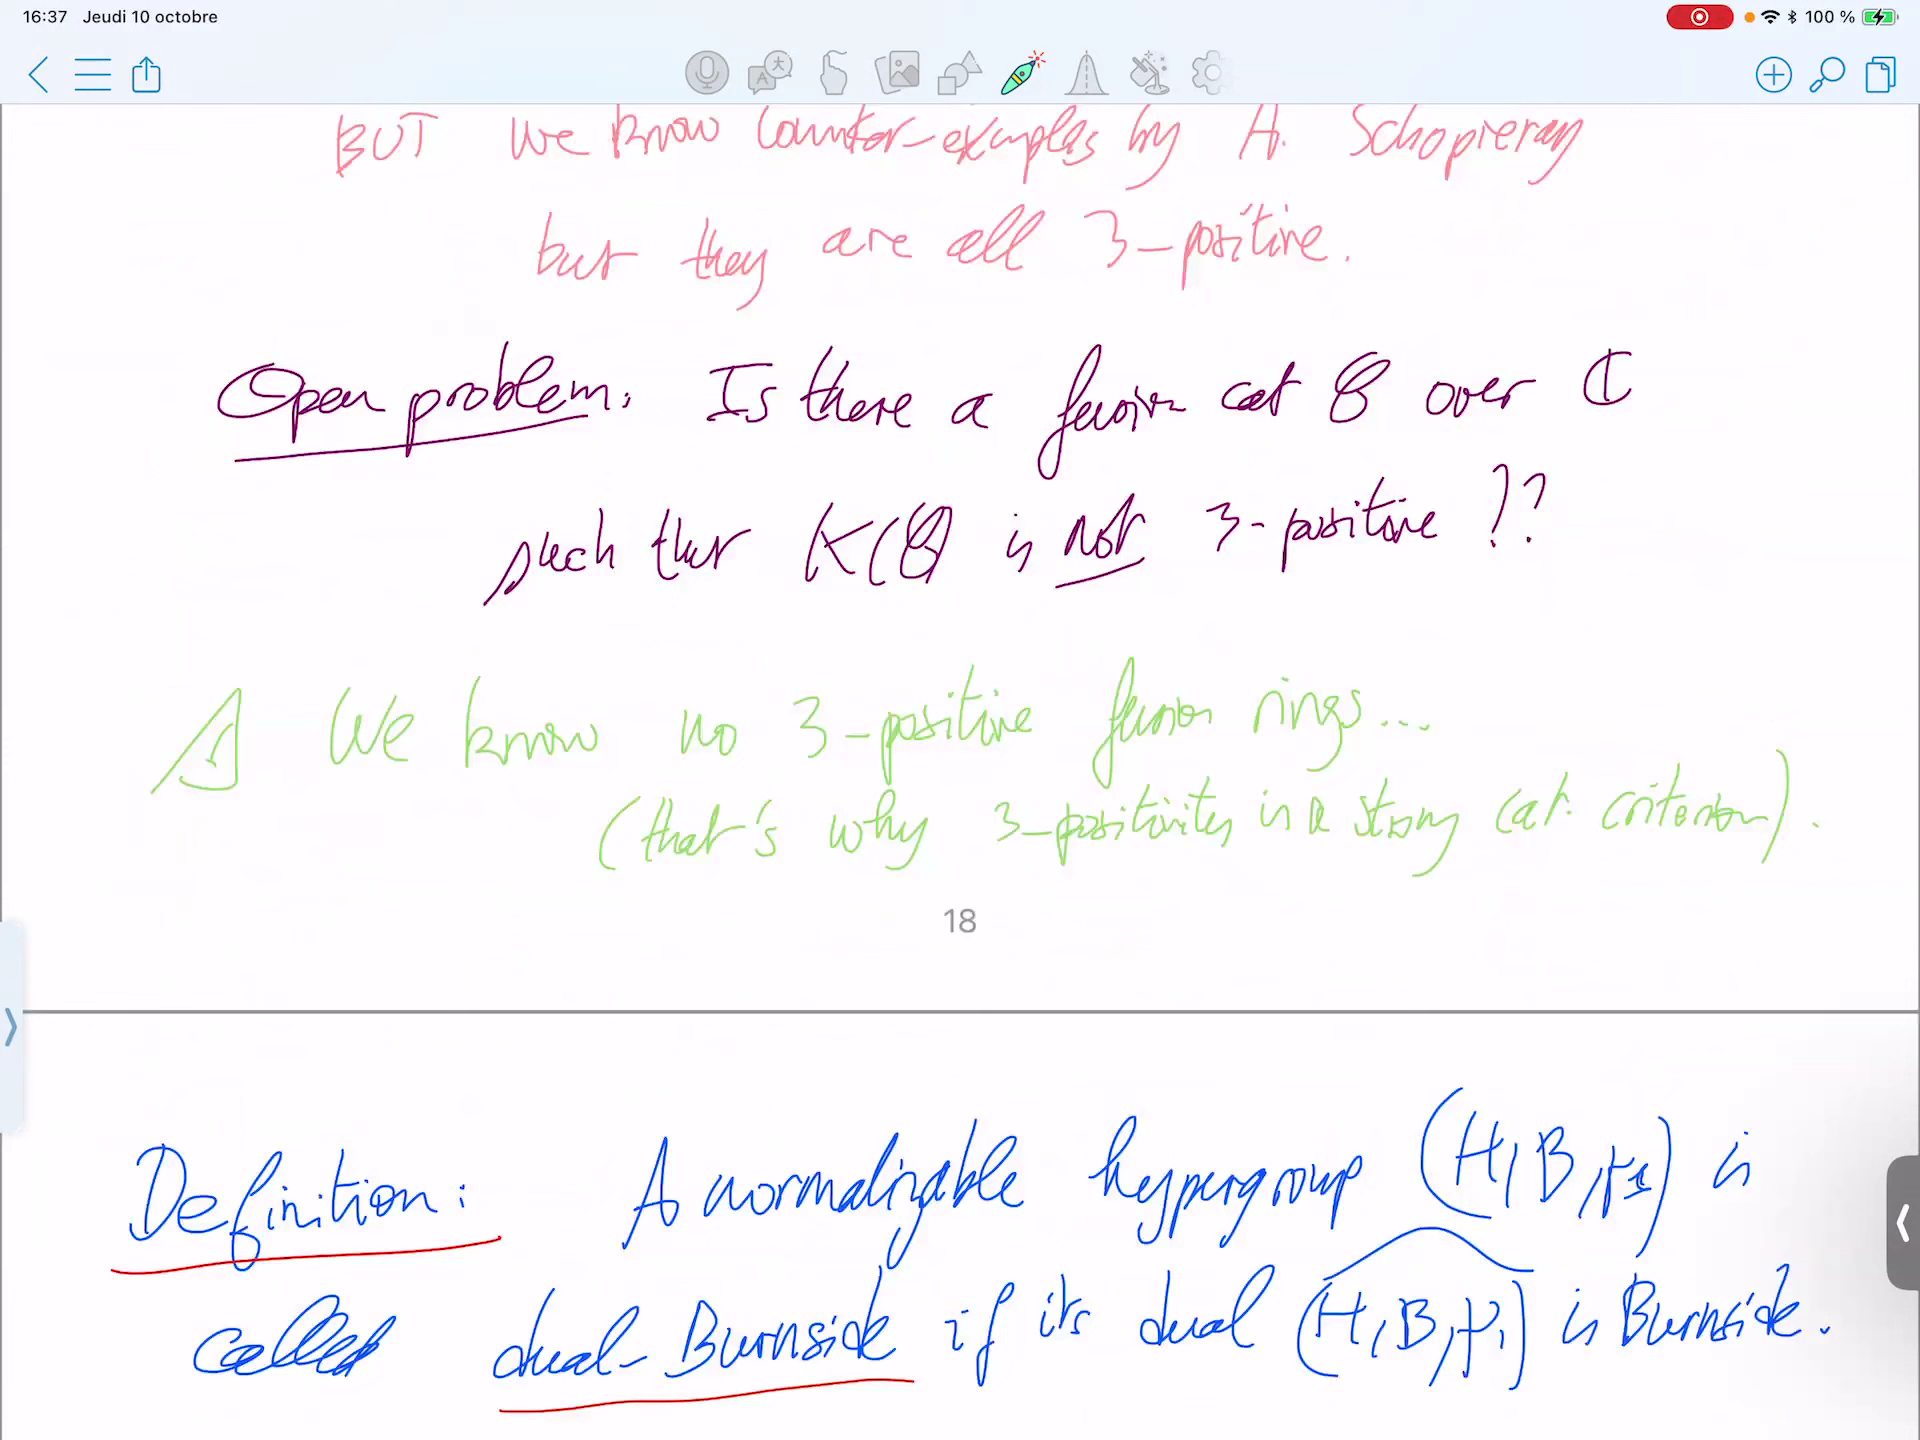 16:37 Jeudi 10 octobre 100 %
BUT we know counter-examples by A. Schopieray
but they are all 3-positive.
Open problem: Is there a fusion cat 𝒞 over ℂ
such that K(𝒞) is not 3-positive ??
⚠ We know no 3-positive fusion rings...
(that's why 3-positivity is a strong cat. criterion).
18
Definition: A normalizable hypergroup (H, B, μ1) is
called dual-Burnside if its dual (H, B, μ1) is Burnside.